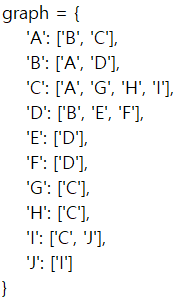 graph = {
    'A': ['B', 'C'],
    'B': ['A', 'D'],
    'C': ['A', 'G', 'H', 'I'],
    'D': ['B', 'E', 'F'],
    'E': ['D'],
    'F': ['D'],
    'G': ['C'],
    'H': ['C'],
    'I': ['C', 'J'],
    'J': ['I']
}